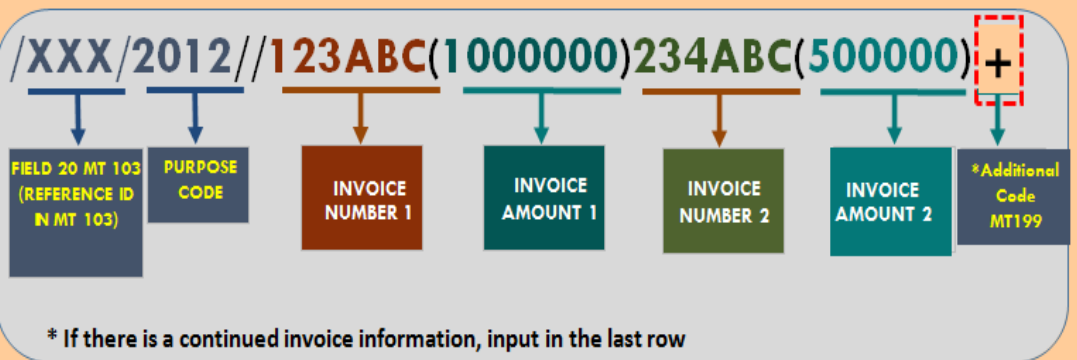 /XXX/2012//123ABC(1000000)234ABC(500000)+
FIELD 20 MT 103
(REFERENCE ID
IN MT 103)
PURPOSE
CODE
INVOICE
NUMBER 1
INVOICE
AMOUNT 1
INVOICE
NUMBER 2
INVOICE
AMOUNT 2
*Additional
Code
MT199
* If there is a continued invoice information, input in the last row